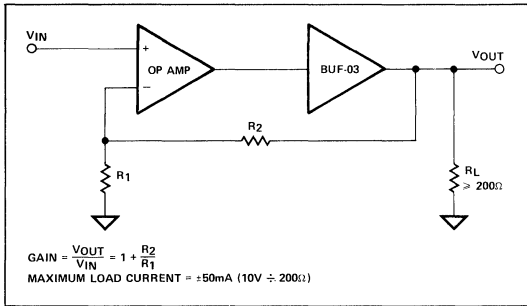 VIN
+
OP AMP
−
BUF-03
VOUT
R2
R1
RL
≥ 200Ω
GAIN = VOUT/VIN = 1 + R2/R1
MAXIMUM LOAD CURRENT = ±50mA (10V ÷ 200Ω)